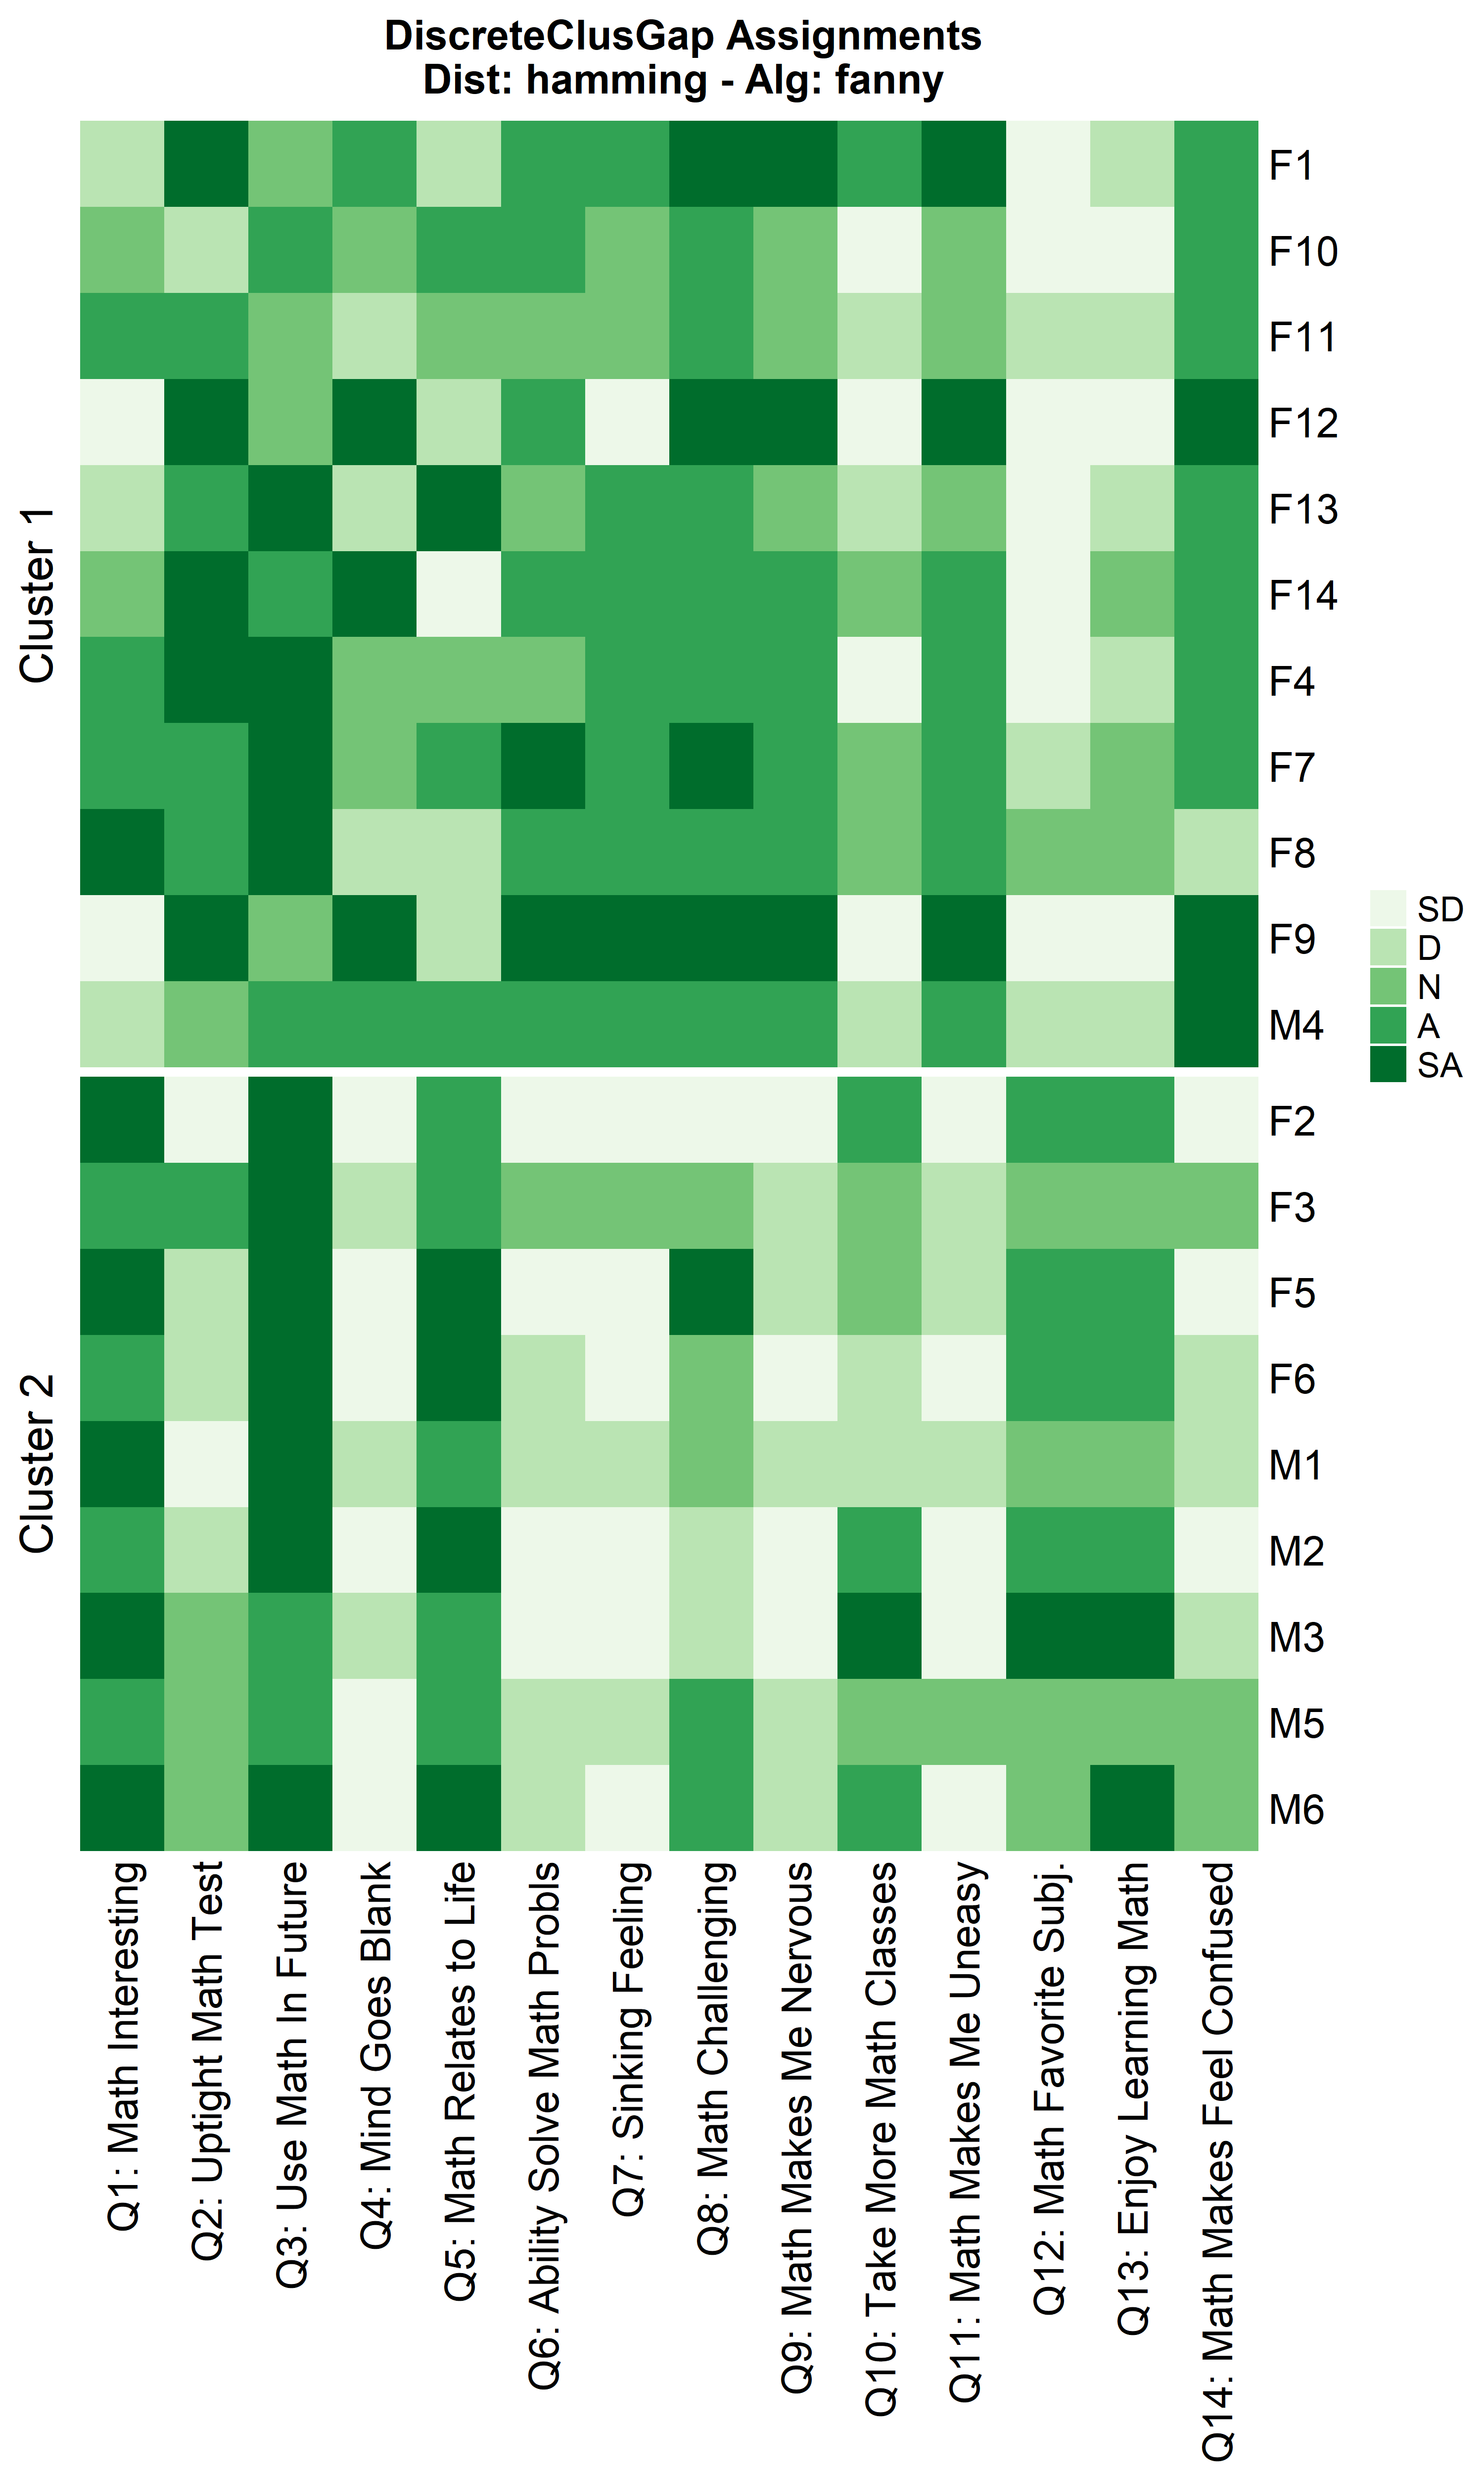 DiscreteClusGap Assignments
Dist: hamming - Alg: fanny
Cluster 1
F1
F10
F11
F12
F13
F14
F4
F7
F8
F9
M4
Cluster 2
F2
F3
F5
F6
M1
M2
M3
M5
M6
SD
D
N
A
SA
Q1: Math Interesting
Q2: Uptight Math Test
Q3: Use Math In Future
Q4: Mind Goes Blank
Q5: Math Relates to Life
Q6: Ability Solve Math Probls
Q7: Sinking Feeling
Q8: Math Challenging
Q9: Math Makes Me Nervous
Q10: Take More Math Classes
Q11: Math Makes Me Uneasy
Q12: Math Favorite Subj.
Q13: Enjoy Learning Math
Q14: Math Makes Feel Confused